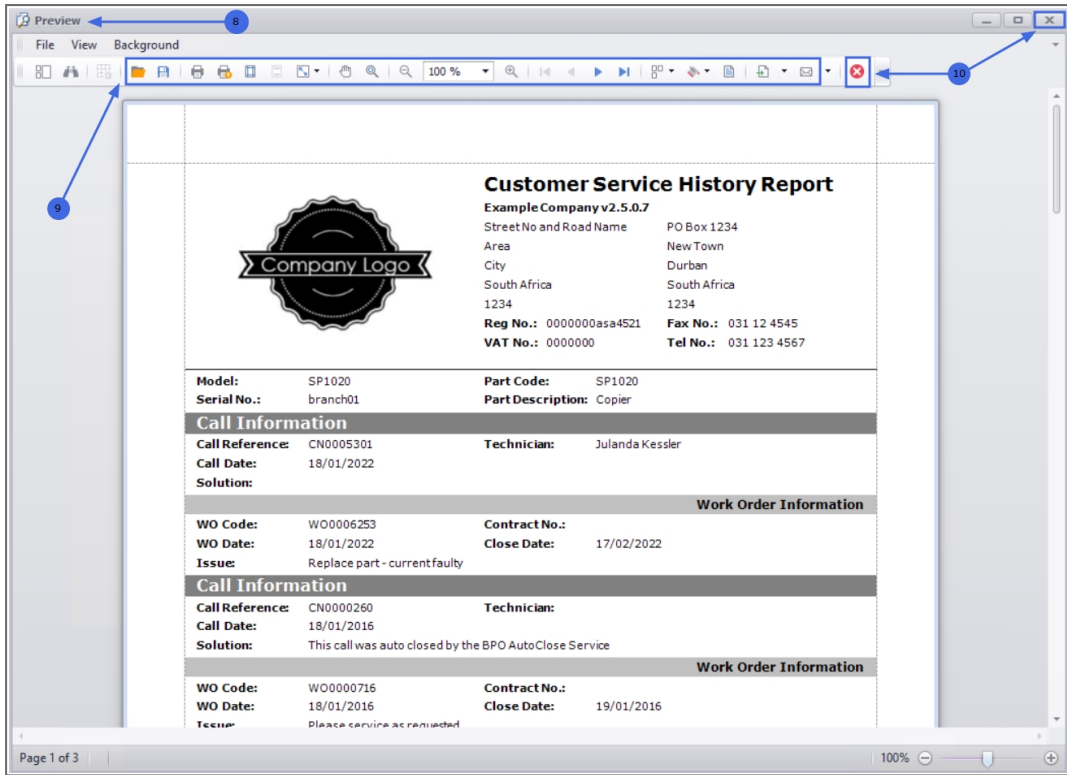 Preview
8
File View Background
100 %
10
9
Company Logo
Customer Service History Report
Example Company v2.5.0.7
Street No and Road Name PO Box 1234
Area New Town
City Durban
South Africa South Africa
1234 1234
Reg No.: 0000000asa4521 Fax No.: 031 12 4545
VAT No.: 0000000 Tel No.: 031 123 4567
Model: SP1020 Part Code: SP1020
Serial No.: branch01 Part Description: Copier
Call Information
Call Reference: CN0005301 Technician: Julanda Kessler
Call Date: 18/01/2022
Solution:
Work Order Information
WO Code: WO0006253 Contract No.:
WO Date: 18/01/2022 Close Date: 17/02/2022
Issue: Replace part - current faulty
Call Information
Call Reference: CN0000260 Technician:
Call Date: 18/01/2016
Solution: This call was auto closed by the BPO AutoClose Service
Work Order Information
WO Code: WO0000716 Contract No.:
WO Date: 18/01/2016 Close Date: 19/01/2016
Issue: Please service as requested
Page 1 of 3 100%